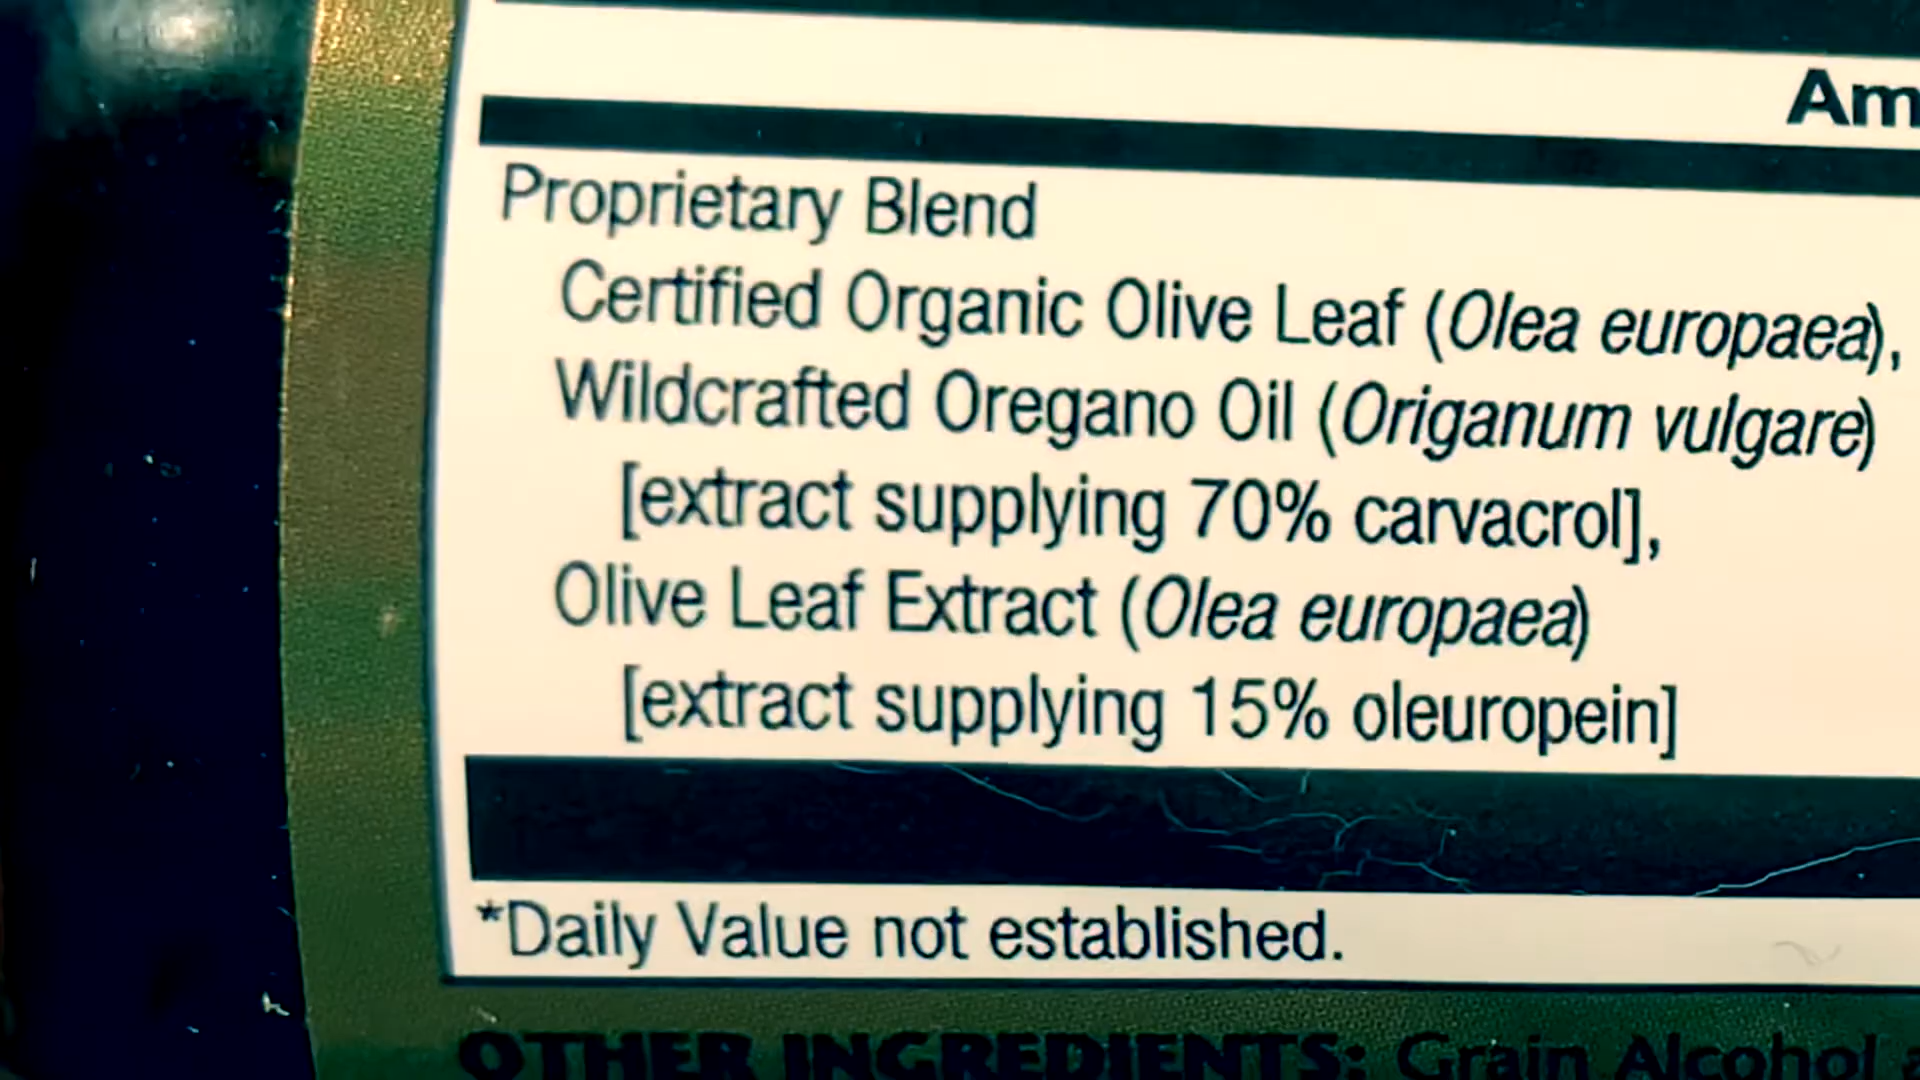 Proprietary Blend
Certified Organic Olive Leaf (Olea europaea),
Wildcrafted Oregano Oil (Origanum vulgare)
[extract supplying 70% carvacrol],
Olive Leaf Extract (Olea europaea)
[extract supplying 15% oleuropein]
*Daily Value not established.
OTHER INGREDIENTS: Grain Alcohol